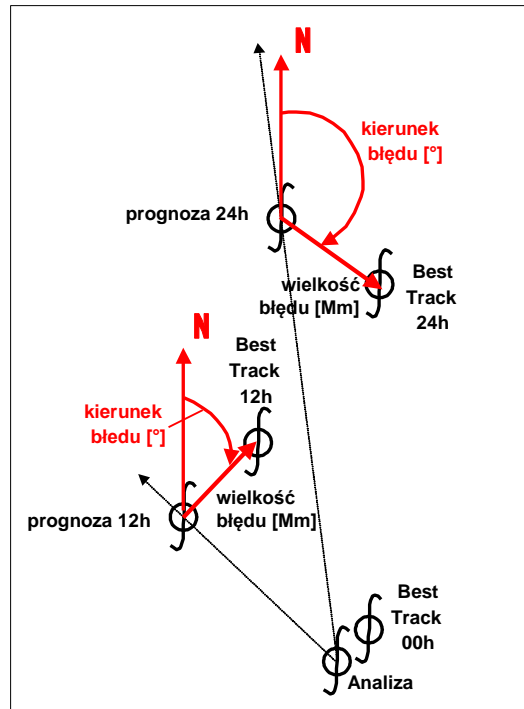 N
kierunek
błędu [°]
prognoza 24h
wielkość
błędu [Mm]
Best
Track
24h
N
Best
Track
12h
kierunek
błędu [°]
wielkość
błędu [Mm]
prognoza 12h
Best
Track
00h
Analiza